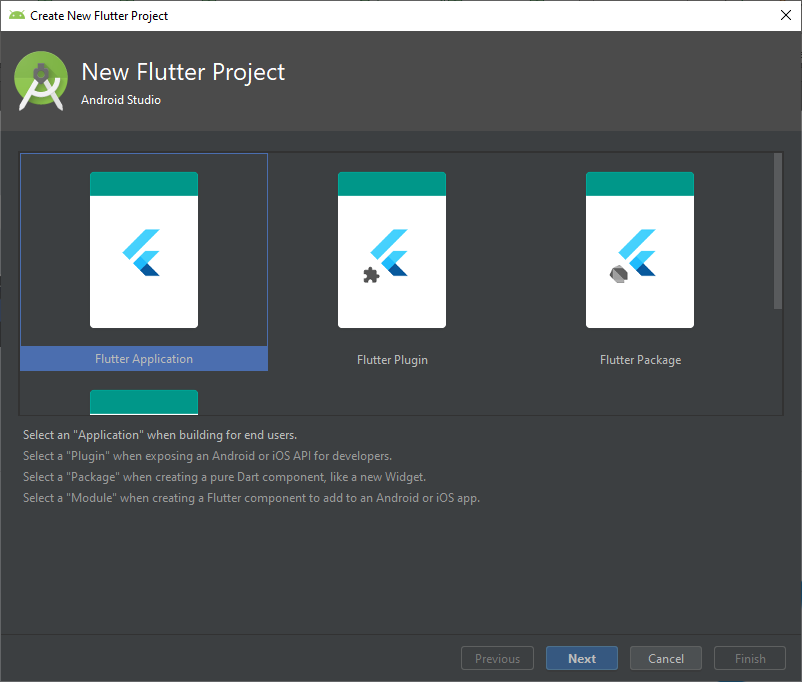 Create New Flutter Project
New Flutter Project
Android Studio
Flutter Application
Flutter Plugin
Flutter Package
Select an "Application" when building for end users.
Select a "Plugin" when exposing an Android or iOS API for developers.
Select a "Package" when creating a pure Dart component, like a new Widget.
Select a "Module" when creating a Flutter component to add to an Android or iOS app.
Previous
Next
Cancel
Finish